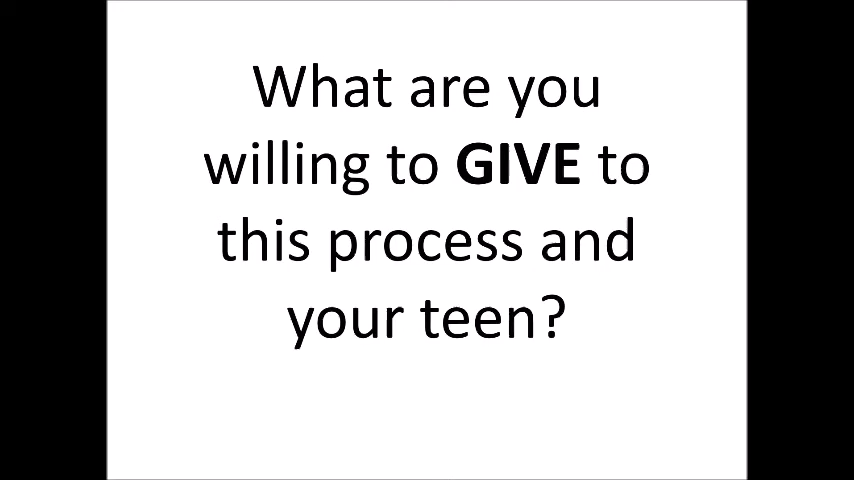 What are you
willing to GIVE to
this process and
your teen?